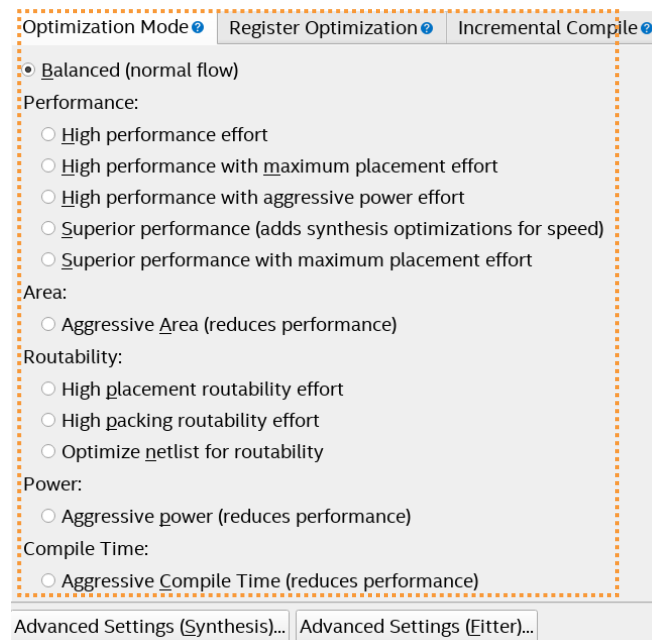 Optimization Mode Register Optimization Incremental Compile
Balanced (normal flow)
Performance:
High performance effort
High performance with maximum placement effort
High performance with aggressive power effort
Superior performance (adds synthesis optimizations for speed)
Superior performance with maximum placement effort
Area:
Aggressive Area (reduces performance)
Routability:
High placement routability effort
High packing routability effort
Optimize netlist for routability
Power:
Aggressive power (reduces performance)
Compile Time:
Aggressive Compile Time (reduces performance)
Advanced Settings (Synthesis)... Advanced Settings (Fitter)...